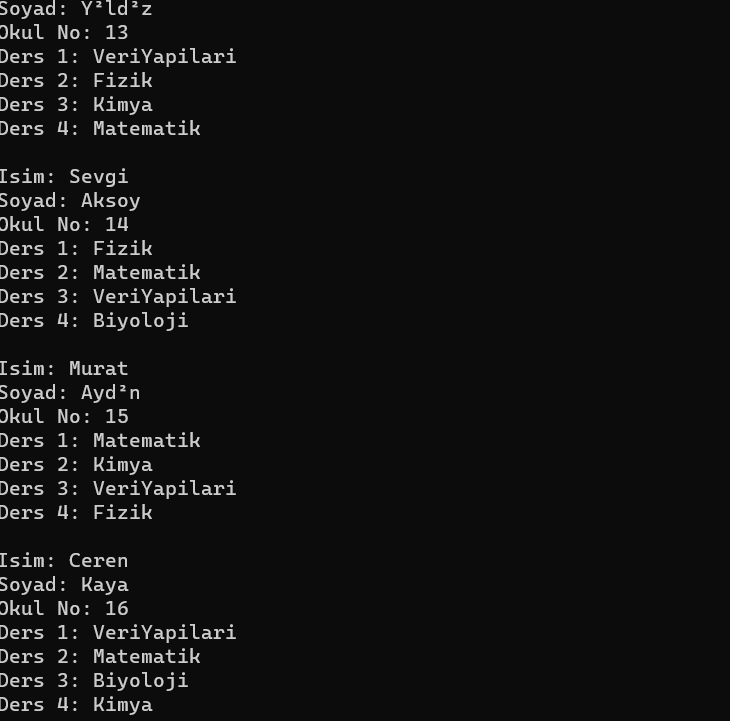 Soyad: Y²ld²z
Okul No: 13
Ders 1: VeriYapilari
Ders 2: Fizik
Ders 3: Kimya
Ders 4: Matematik

Isim: Sevgi
Soyad: Aksoy
Okul No: 14
Ders 1: Fizik
Ders 2: Matematik
Ders 3: VeriYapilari
Ders 4: Biyoloji

Isim: Murat
Soyad: Ayd²n
Okul No: 15
Ders 1: Matematik
Ders 2: Kimya
Ders 3: VeriYapilari
Ders 4: Fizik

Isim: Ceren
Soyad: Kaya
Okul No: 16
Ders 1: VeriYapilari
Ders 2: Matematik
Ders 3: Biyoloji
Ders 4: Kimya